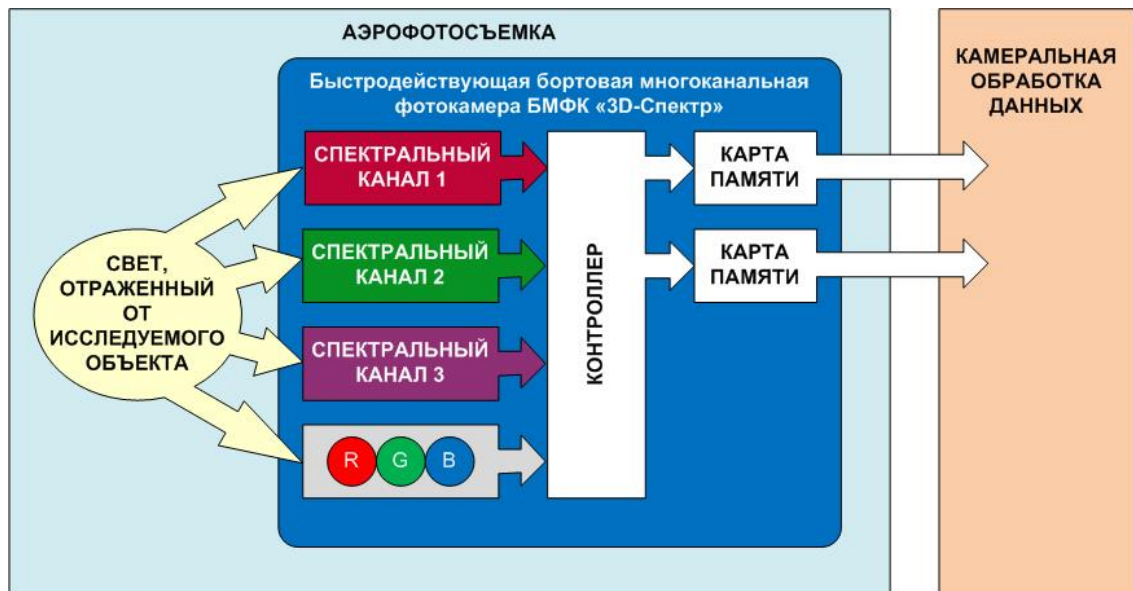 АЭРОФОТОСЪЕМКА
Быстродействующая бортовая многоканальная
фотокамера БМФК «3D-Спектр»
СВЕТ,
ОТРАЖЕННЫЙ
ОТ
ИССЛЕДУЕМОГО
ОБЪЕКТА
СПЕКТРАЛЬНЫЙ
КАНАЛ 1
СПЕКТРАЛЬНЫЙ
КАНАЛ 2
СПЕКТРАЛЬНЫЙ
КАНАЛ 3
R G B
КОНТРОЛЛЕР
КАРТА
ПАМЯТИ
КАРТА
ПАМЯТИ
КАМЕРАЛЬНАЯ
ОБРАБОТКА
ДАННЫХ